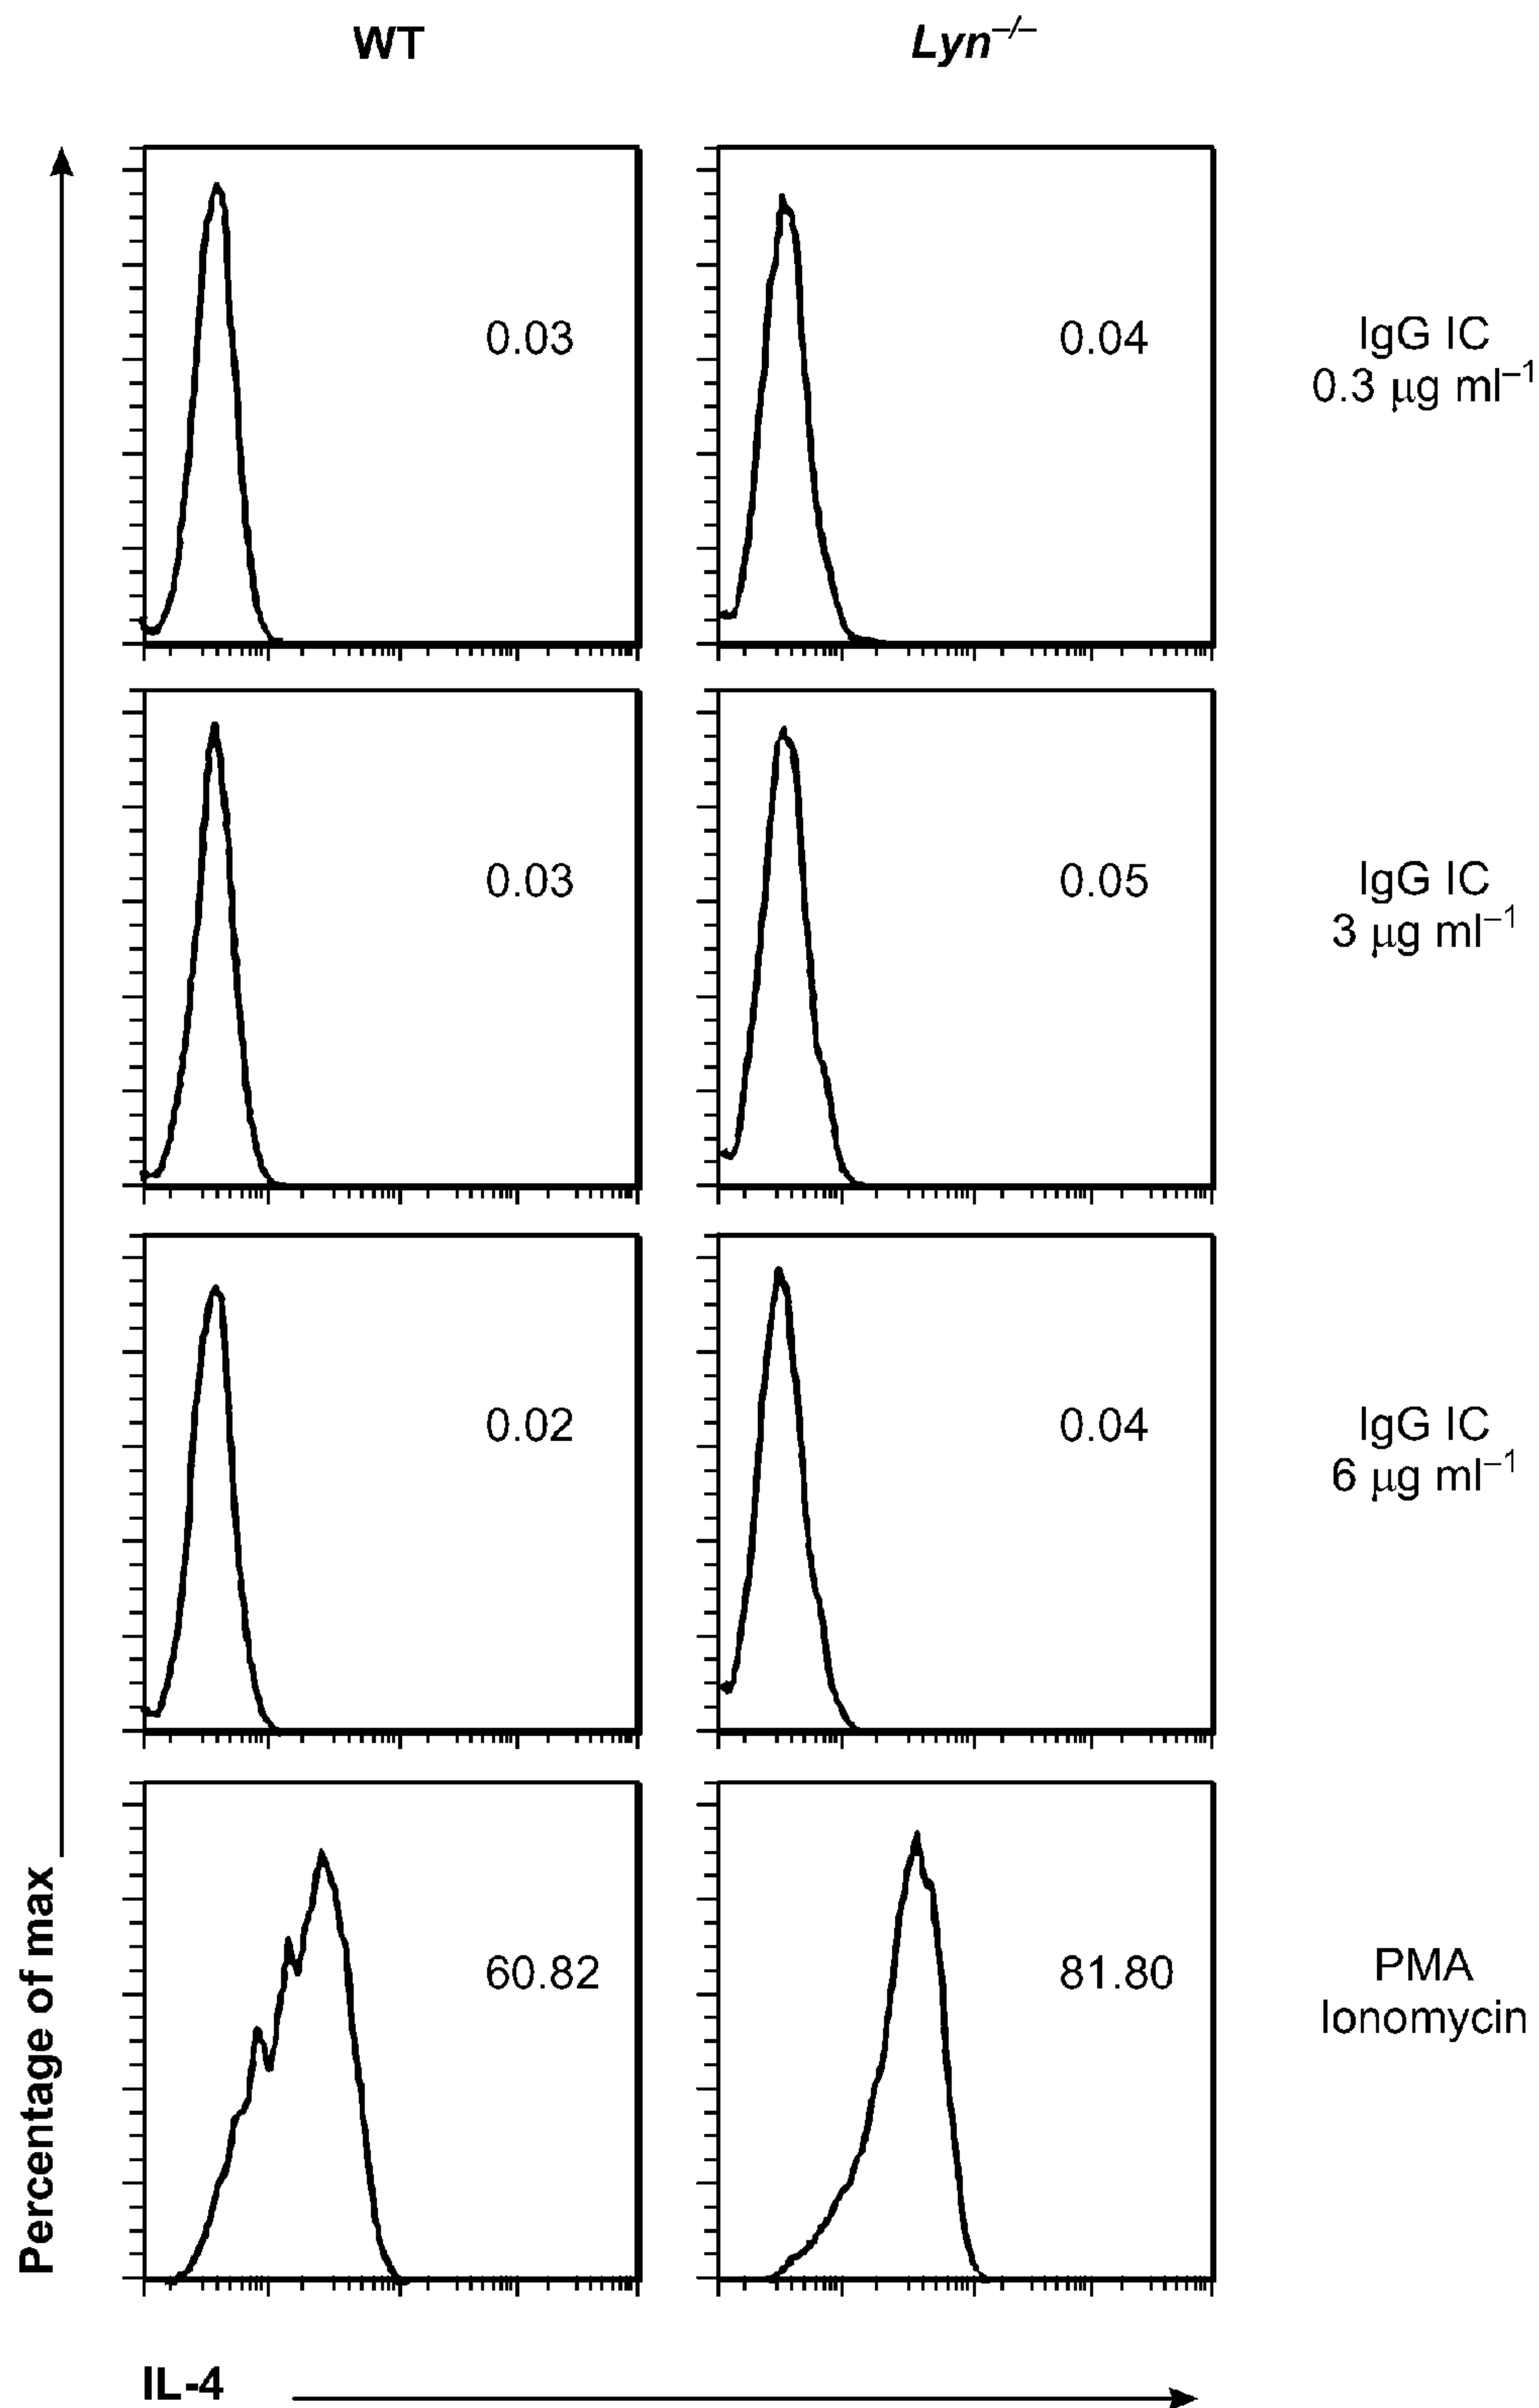 WT
Lyn−/−
0.03
0.04
IgG IC
0.3 μg ml−1
0.03
0.05
IgG IC
3 μg ml−1
0.02
0.04
IgG IC
6 μg ml−1
60.82
81.80
PMA
Ionomycin
Percentage of max
IL-4